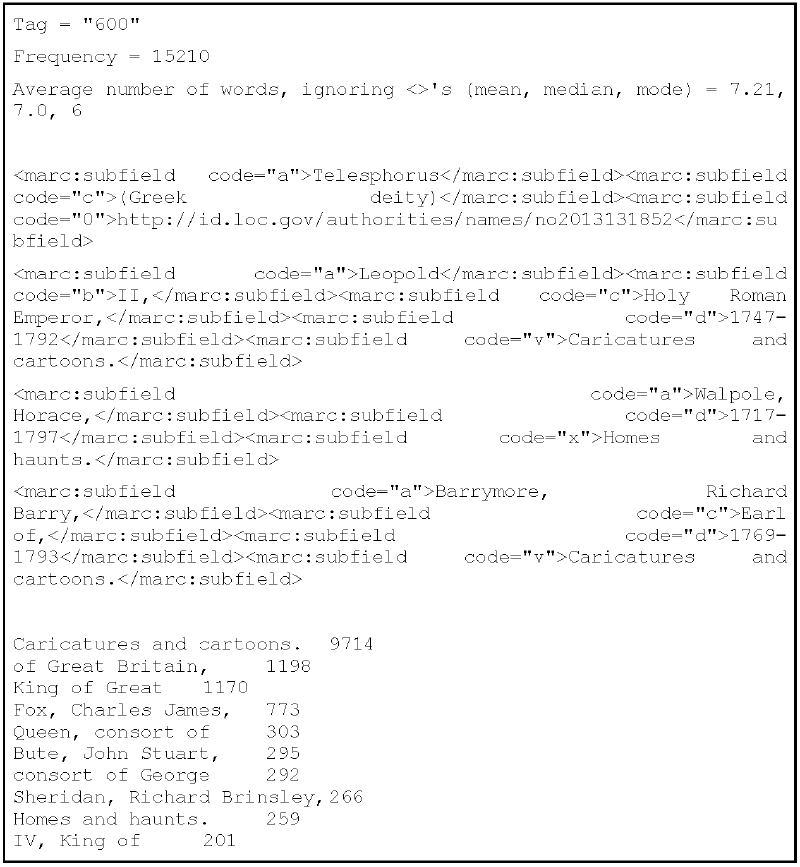 Tag = "600"
Frequency = 15210
Average number of words, ignoring <>'s (mean, median, mode) = 7.21,
7.0, 6
<marc:subfield code="a">Telesphorus</marc:subfield><marc:subfield
code="c">(Greek deity)</marc:subfield><marc:subfield
code="0">http://id.loc.gov/authorities/names/no2013131852</marc:su
bfield>
<marc:subfield code="a">Leopold</marc:subfield><marc:subfield
code="b">II,</marc:subfield><marc:subfield code="c">Holy Roman
Emperor,</marc:subfield><marc:subfield code="d">1747-
1792</marc:subfield><marc:subfield code="v">Caricatures and
cartoons.</marc:subfield>
<marc:subfield code="a">Walpole,
Horace,</marc:subfield><marc:subfield code="d">1717-
1797</marc:subfield><marc:subfield code="x">Homes and
haunts.</marc:subfield>
<marc:subfield code="a">Barrymore, Richard
Barry,</marc:subfield><marc:subfield code="c">Earl
of,</marc:subfield><marc:subfield code="d">1769-
1793</marc:subfield><marc:subfield code="v">Caricatures and
cartoons.</marc:subfield>
Caricatures and cartoons. 9714
of Great Britain, 1198
King of Great 1170
Fox, Charles James, 773
Queen, consort of 303
Bute, John Stuart, 295
consort of George 292
Sheridan, Richard Brinsley, 266
Homes and haunts. 259
IV, King of 201